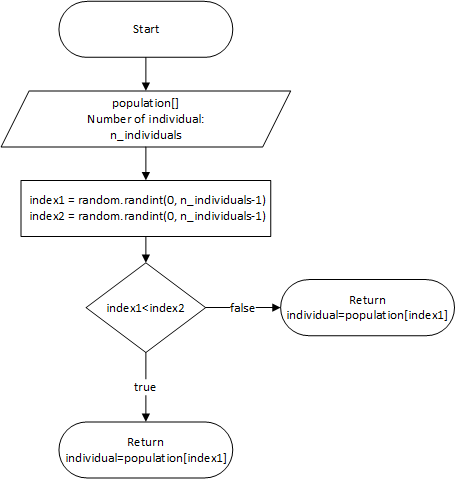 Start
population[]
Number of individual:
n_individuals
index1 = random.randint(0, n_individuals-1)
index2 = random.randint(0, n_individuals-1)
index1<index2
false
Return
individual=population[index1]
true
Return
individual=population[index1]